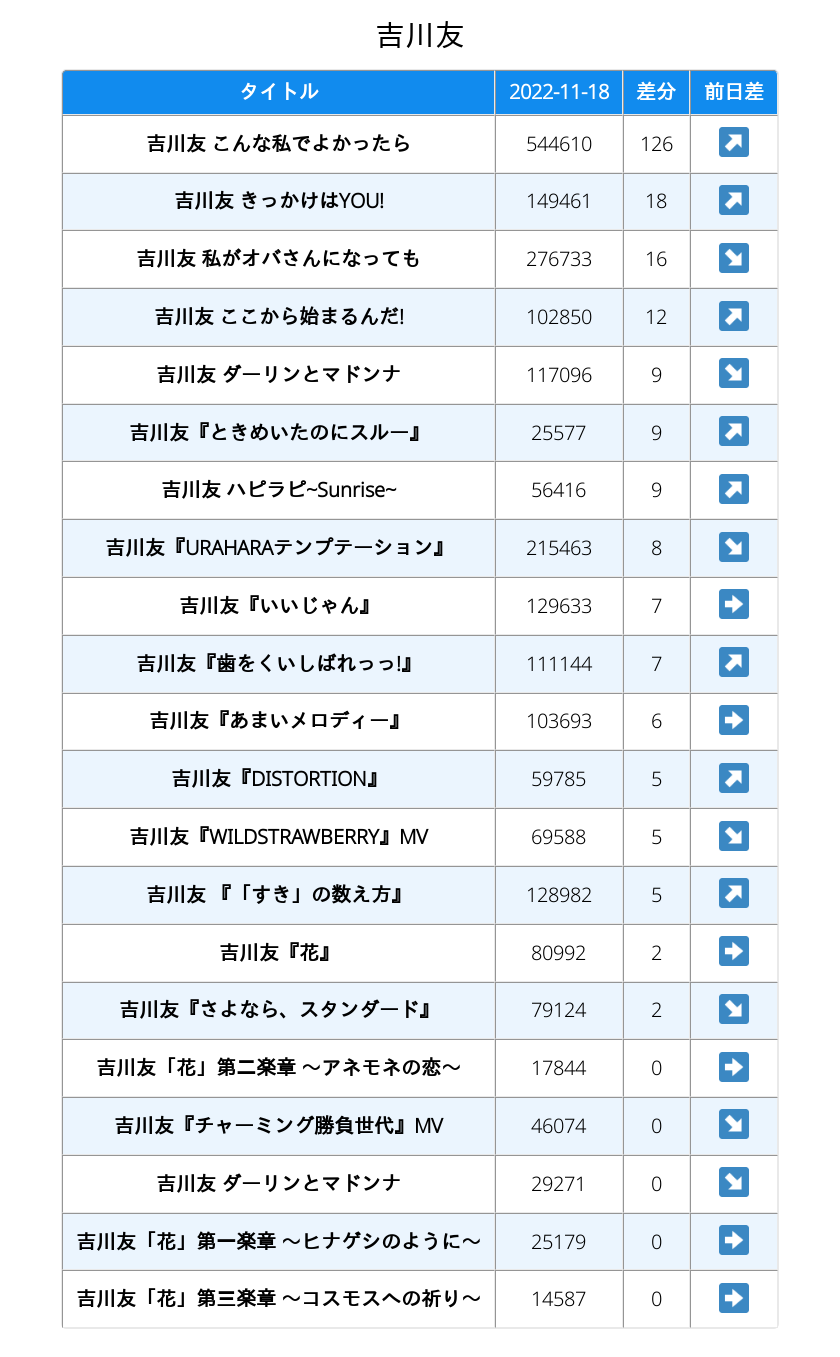 吉川友
タイトル 2022-11-18 差分 前日差
吉川友 こんな私でよかったら 544610 126 ↗
吉川友 きっかけはYOU! 149461 18 ↗
吉川友 私がオバさんになっても 276733 16 ↘
吉川友 ここから始まるんだ! 102850 12 ↗
吉川友 ダーリンとマドンナ 117096 9 ↘
吉川友『ときめいたのにスルー』 25577 9 ↗
吉川友 ハピラピ~Sunrise~ 56416 9 ↗
吉川友『URAHARAテンプテーション』 215463 8 ↘
吉川友『いいじゃん』 129633 7 ➡
吉川友『歯をくいしばれっっ!』 111144 7 ↗
吉川友『あまいメロディー』 103693 6 ➡
吉川友『DISTORTION』 59785 5 ↗
吉川友『WILDSTRAWBERRY』MV 69588 5 ↘
吉川友 『「すき」の数え方』 128982 5 ↗
吉川友『花』 80992 2 ➡
吉川友『さよなら、スタンダード』 79124 2 ↘
吉川友「花」第二楽章 〜アネモネの恋〜 17844 0 ➡
吉川友『チャーミング勝負世代』MV 46074 0 ↘
吉川友 ダーリンとマドンナ 29271 0 ↘
吉川友「花」第一楽章 〜ヒナゲシのように〜 25179 0 ➡
吉川友「花」第三楽章 〜コスモスへの祈り〜 14587 0 ➡